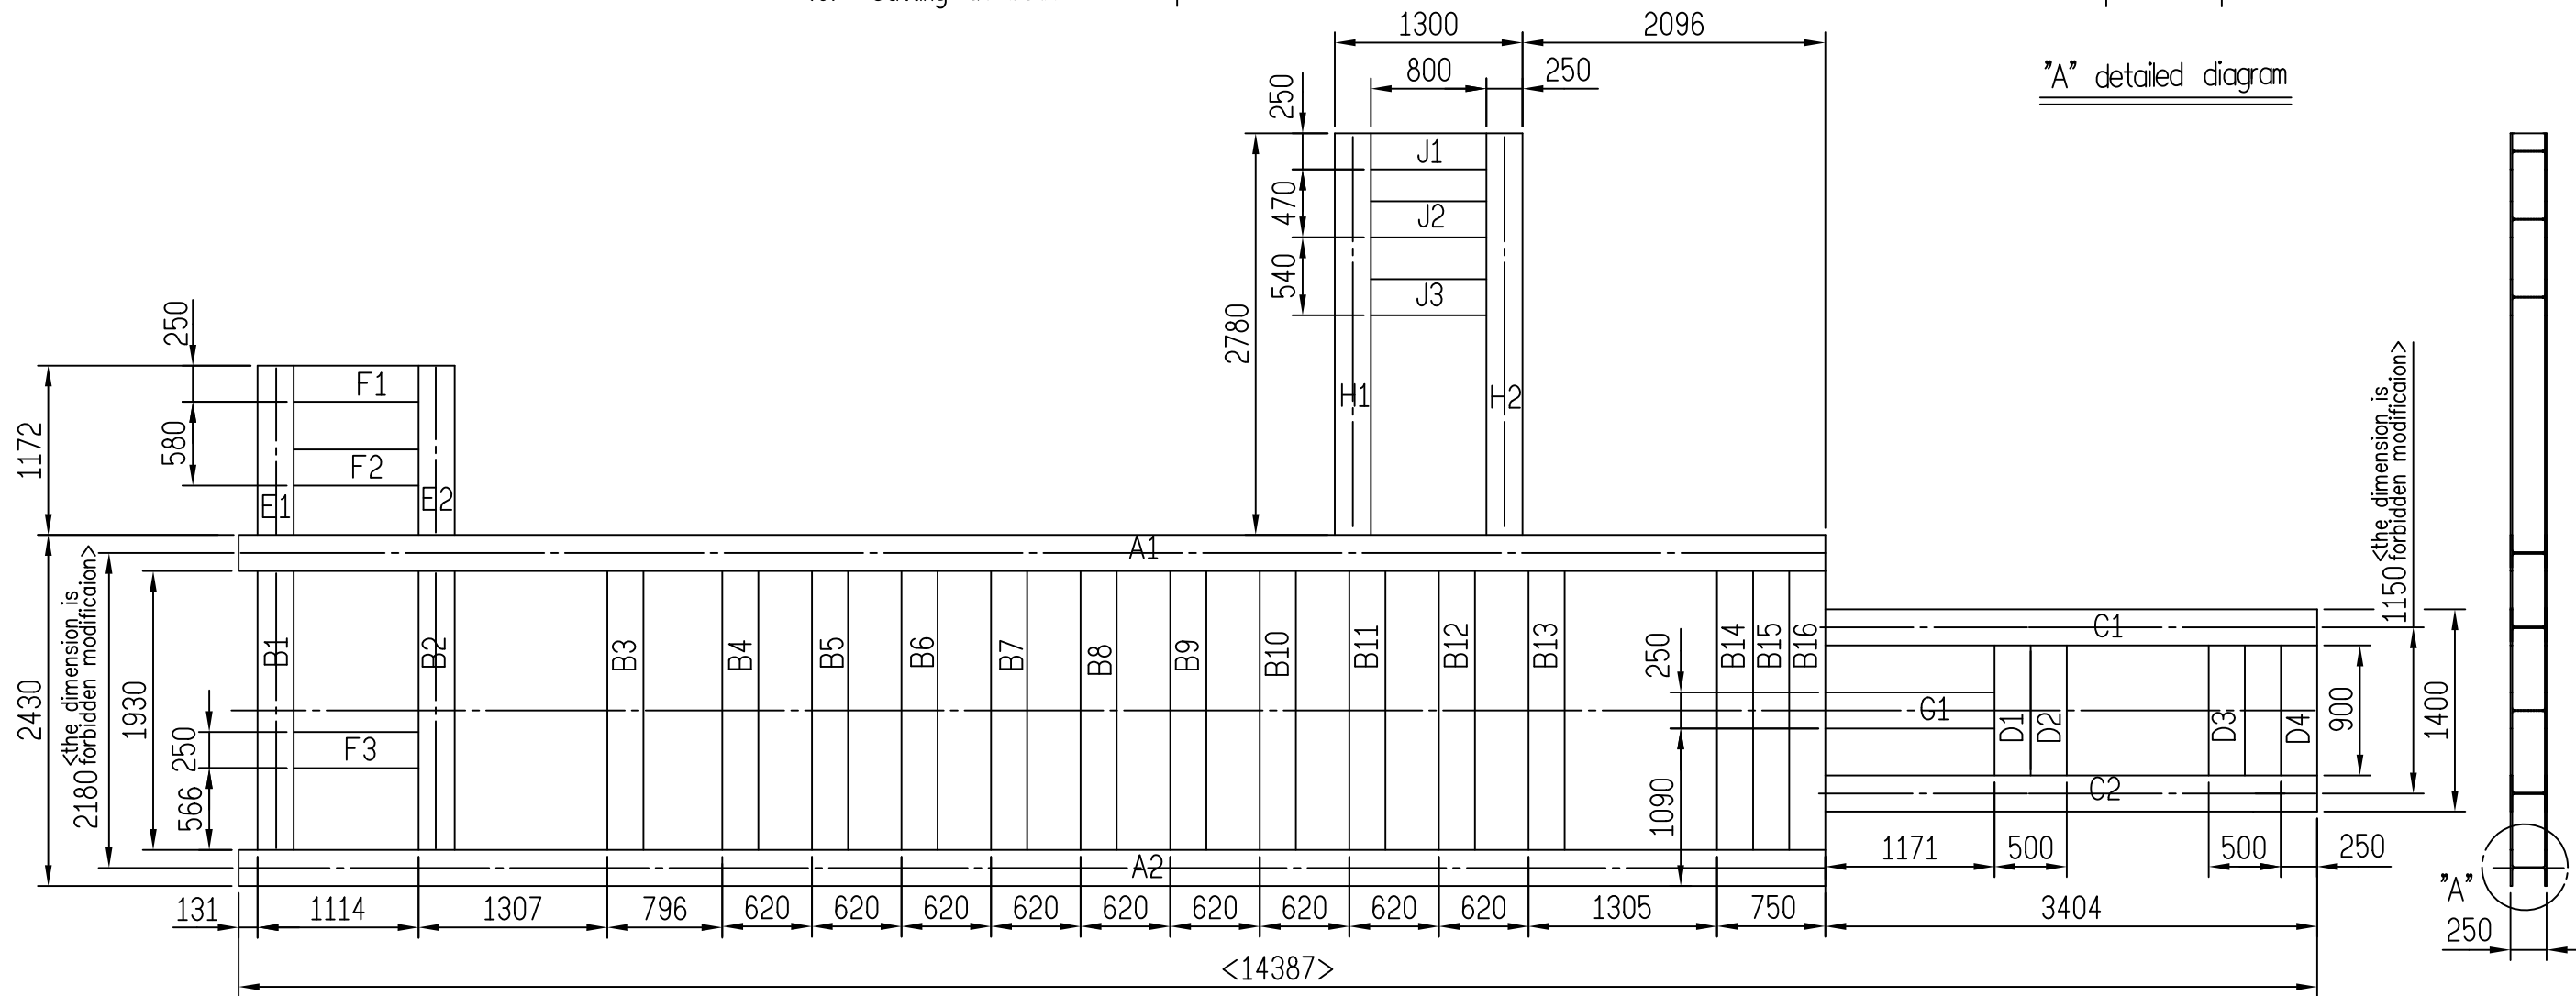 1300
2096
800
250
"A" detailed diagram
250
J1
470
J2
540
J3
2780
H1
H2
250
F1
580
F2
1172
E1
E2
A1
2430
2180 <the dimension is
forbidden modificaion>
1930
250
566
F3
B1
B2
B3
B4
B5
B6
B7
B8
B9
B10
B11
B12
B13
B14
B15
B16
250
1090
A2
C1
G1
D1
D2
D3
D4
C2
900
1150 <the dimension is
forbidden modificaion>
1400
1171
500
500
250
131
1114
1307
796
620
620
620
620
620
620
620
620
620
1305
750
3404
"A"
250
<14387>